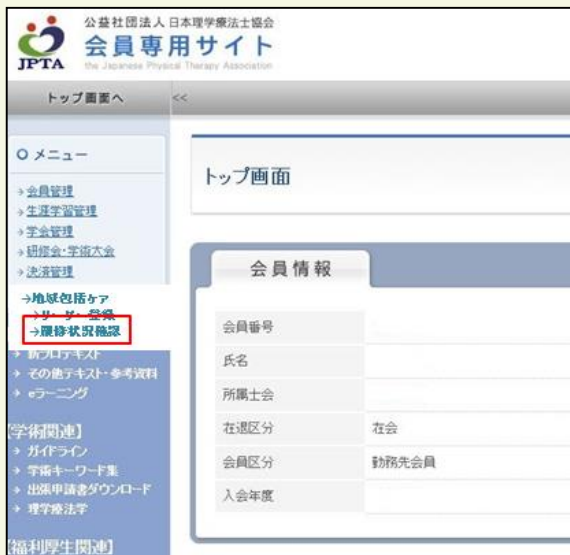 公益社団法人 日本理学療法士協会
会員専用サイト
JPTA
the Japanese Physical Therapy Association
トップ画面へ
<<
メニュー
→会員管理
→生涯学習管理
→学会管理
→研修会・学術大会
→決済管理
→地域包括ケア
→リーダー登録
→履修状況確認
→ 新プロテキスト
→ その他テキスト・参考資料
→ eラーニング
[学術関連]
→ ガイドライン
→ 学術キーワード集
→ 出張申請書ダウンロード
→ 理学療法学
[福利厚生関連]
トップ画面
会員情報
会員番号
氏名
所属士会
在退区分 在会
会員区分 勤務先会員
入会年度